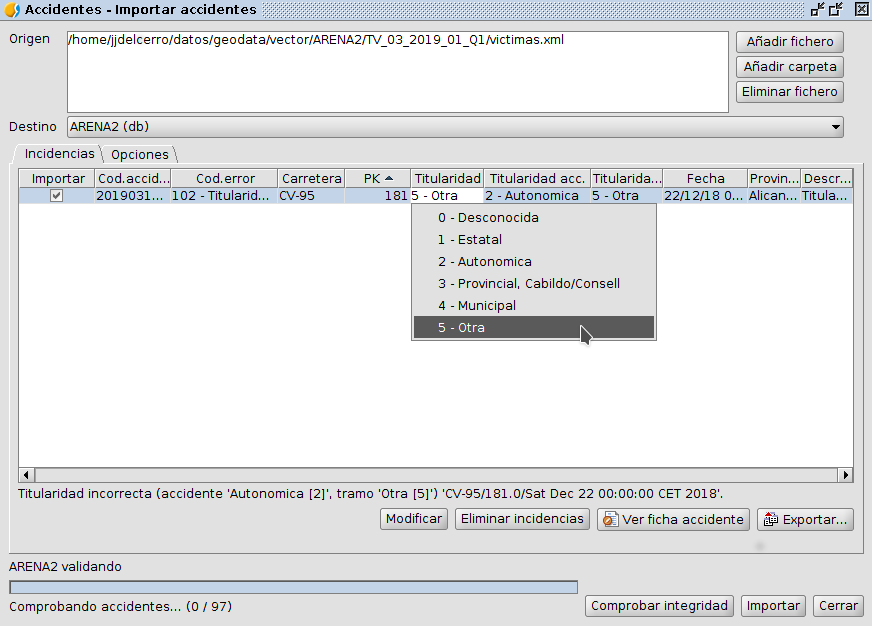 Accidentes - Importar accidentes
Origen
/home/jjdelcerro/datos/geodata/vector/ARENA2/TV_03_2019_01_Q1/victimas.xml
Añadir fichero
Añadir carpeta
Eliminar fichero
Destino ARENA2 (db)
Incidencias Opciones
Importar Cod.accid... Cod.error Carretera PK Titularidad Titularidad acc. Titularida... Fecha Provin... Descr...
2019031... 102 - Titularid... CV-95 181 5 - Otra 2 - Autonomica 5 - Otra 22/12/18 0... Alican... Titula...
0 - Desconocida
1 - Estatal
2 - Autonomica
3 - Provincial, Cabildo/Consell
4 - Municipal
5 - Otra
Titularidad incorrecta (accidente 'Autonomica [2]', tramo 'Otra [5]') 'CV-95/181.0/Sat Dec 22 00:00:00 CET 2018'.
Modificar Eliminar incidencias Ver ficha accidente Exportar...
ARENA2 validando
Comprobando accidentes... (0 / 97)
Comprobar integridad Importar Cerrar